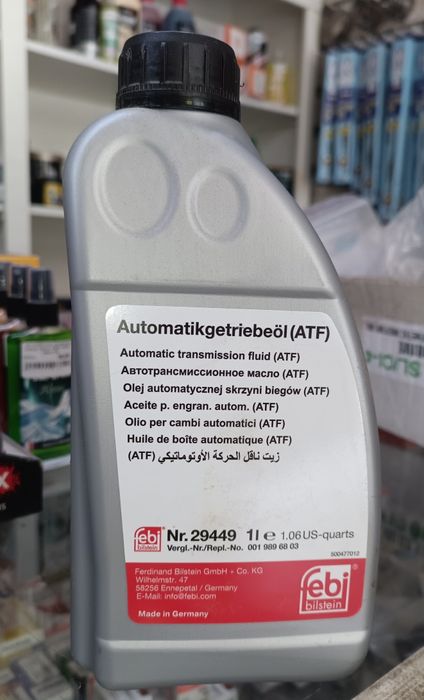 Automatikgetriebeöl (ATF)
Automatic transmission fluid (ATF)
Автотрансмиссионное масло (ATF)
Olej automatycznej skrzyni biegów (ATF)
Aceite p. engran. autom. (ATF)
Olio per cambi automatici (ATF)
Huile de boîte automatique (ATF)
زيت ناقل الحركة الأوتوماتيكي (ATF)
febi bilstein Nr. 29449 1l e 1.06 US-quarts
Vergl.-Nr./Repl.-No. 001 989 68 03
500477012
Ferdinand Bilstein GmbH + Co. KG
Wilhelmstr. 47
58256 Ennepetal / Germany
E-Mail: info@febi.com
Made in Germany
febi
bilstein